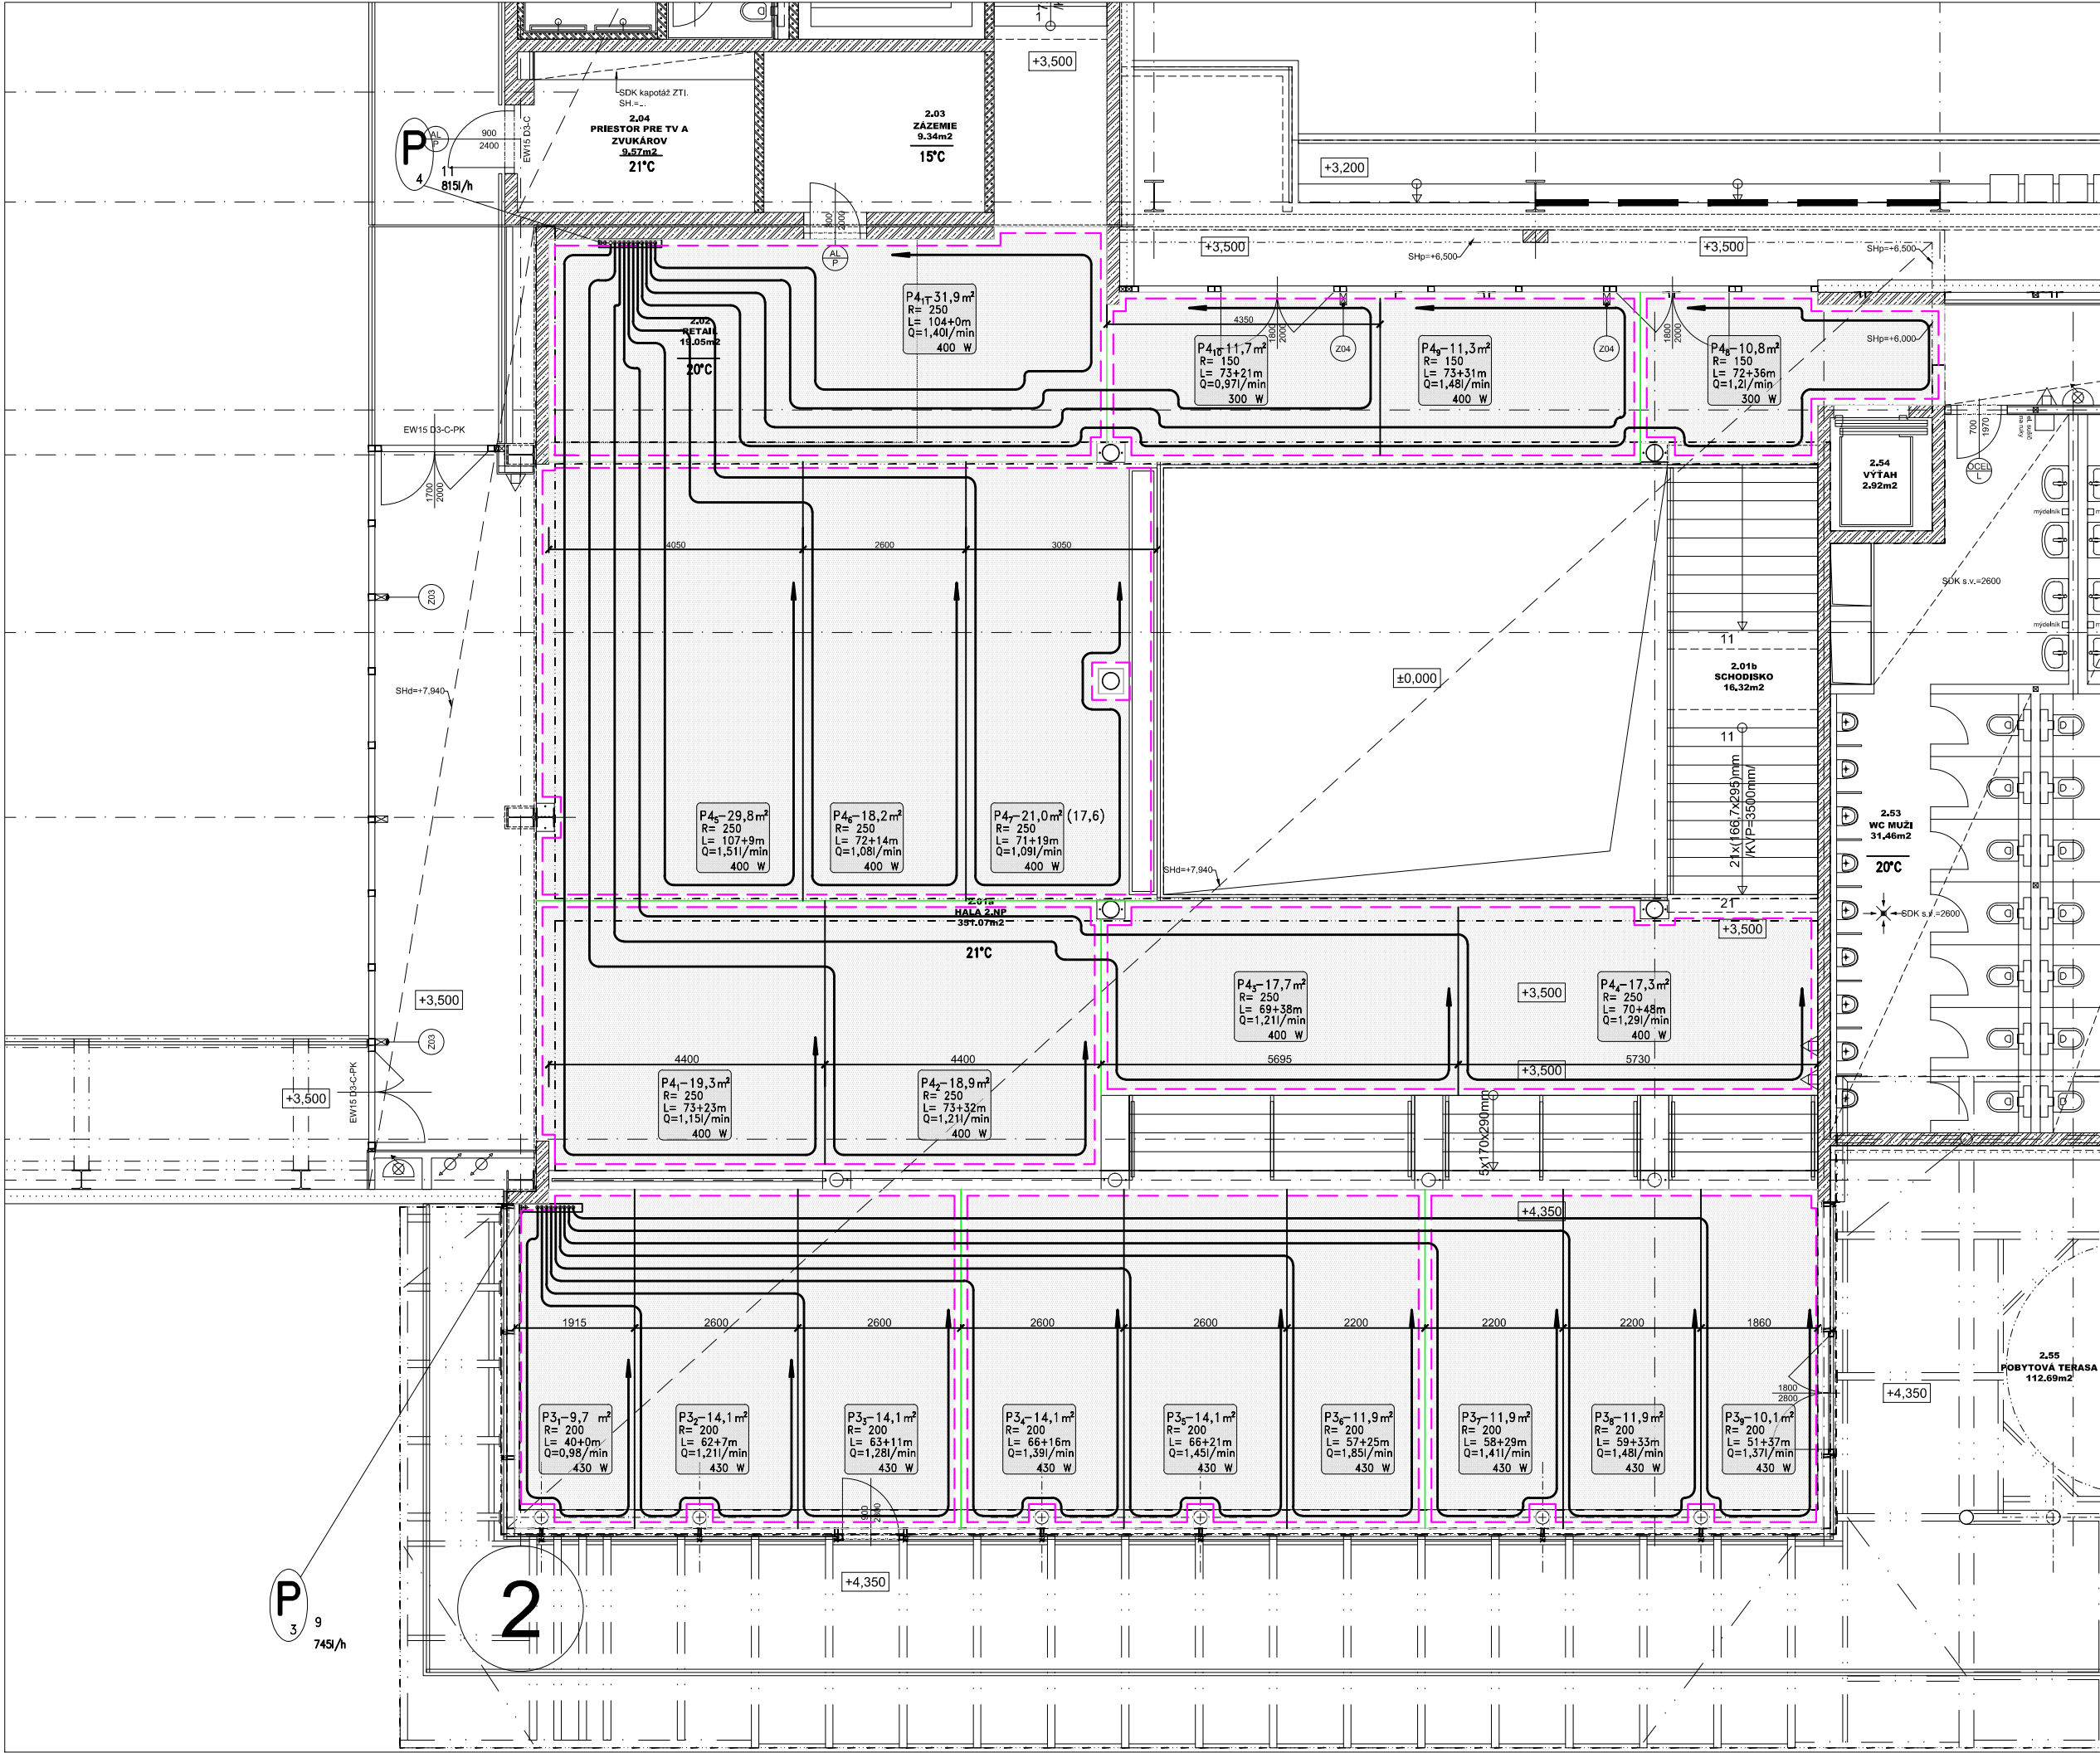 +3,500
SDK kapotáž ZTI.
SH.=...
2.04
PRIESTOR PRE TV A
ZVUKÁROV
9.57m2
21°C
2.03
ZÁZEMIE
9.34m2
15°C
P
4
11
815l/h
AL
P
900
2400
EW15 D3-C
+3,200
800
2000
AL
P
+3,500
+3,500
SHp=+6,500
SHp=+6,500
SHp=+6,000
2.02
RETAIL
19.05m2
20°C
P4₁₁-31,9m²
R= 250
L= 104+0m
Q=1,40l/min
400 W
4350
P4₁₀-11,7m²
R= 150
L= 73+21m
Q=0,97l/min
300 W
1800
2000
Z04
P4₉-11,3m²
R= 150
L= 73+31m
Q=1,48l/min
400 W
Z04
1800
2000
P4₈-10,8m²
R= 150
L= 72+36m
Q=1,2l/min
300 W
EW15 D3-C-PK
1700
2000
700
1970
OCEĽ
L
2.54
VÝŤAH
2.92m2
mýdelník
mýdelník
SDK s.v.=2600
4050
2600
3050
Z03
SHd=+7,940
±0,000
11
2.01b
SCHODISKO
16.32m2
11
21x(166,7x295)mm
/KVP=3500mm/
21
2.53
WC MUŽI
31.46m2
20°C
SDK s.v.=2600
P4₅-29,8m²
R= 250
L= 107+9m
Q=1,51l/min
400 W
P4₆-18,2m²
R= 250
L= 72+14m
Q=1,08l/min
400 W
P4₇-21,0m² (17,6)
R= 250
L= 71+19m
Q=1,09l/min
400 W
SHd=+7,940
2.01a
HALA 2.NP
351.07m2
21°C
+3,500
+3,500
Z03
EW15 D3-C-PK
+3,500
P4₃-17,7m²
R= 250
L= 69+38m
Q=1,21l/min
400 W
+3,500
P4₄-17,3m²
R= 250
L= 70+48m
Q=1,29l/min
400 W
4400
4400
5695
5730
+3,500
P4₁-19,3m²
R= 250
L= 73+23m
Q=1,15l/min
400 W
P4₂-18,9m²
R= 250
L= 73+32m
Q=1,21l/min
400 W
5x170x290mm
+4,350
1915
2600
2600
2600
2600
2200
2200
2200
1860
2.55
POBYTOVÁ TERASA
112.69m2
+4,350
1800
2800
P3₁-9,7 m²
R= 200
L= 40+0m
Q=0,98/min
430 W
P3₂-14,1m²
R= 200
L= 62+7m
Q=1,21l/min
430 W
P3₃-14,1m²
R= 200
L= 63+11m
Q=1,28l/min
430 W
P3₄-14,1m²
R= 200
L= 66+16m
Q=1,39l/min
430 W
P3₅-14,1m²
R= 200
L= 66+21m
Q=1,45l/min
430 W
P3₆-11,9m²
R= 200
L= 57+25m
Q=1,85l/min
430 W
P3₇-11,9m²
R= 200
L= 58+29m
Q=1,41l/min
430 W
P3₈-11,9m²
R= 200
L= 59+33m
Q=1,48l/min
430 W
P3₉-10,1m²
R= 200
L= 51+37m
Q=1,37l/min
430 W
+4,350
P
3
9
745l/h
2